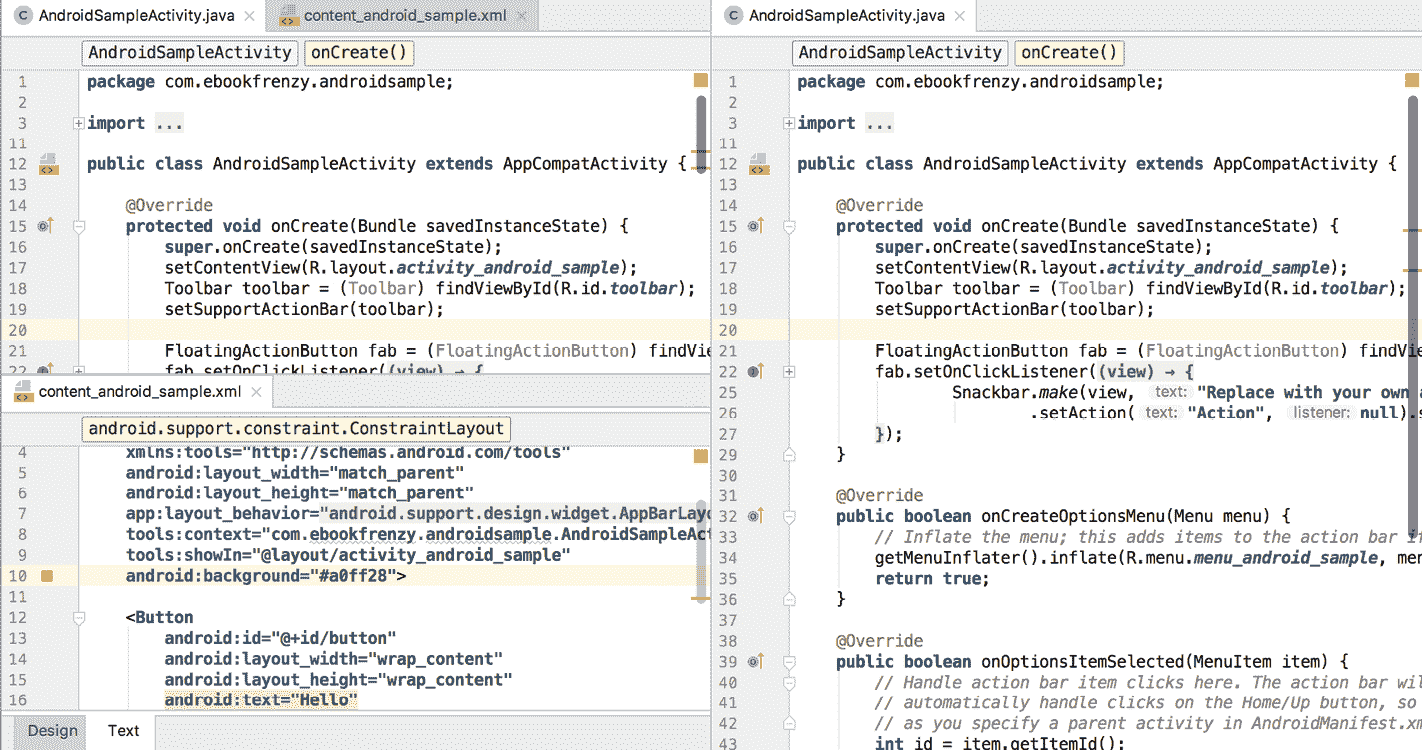 AndroidSampleActivity.java content_android_sample.xml
AndroidSampleActivity onCreate()
1 package com.ebookfrenzy.androidsample;
2
3 import ...
11
12 public class AndroidSampleActivity extends AppCompatActivity {
13
14 @Override
15 protected void onCreate(Bundle savedInstanceState) {
16 super.onCreate(savedInstanceState);
17 setContentView(R.layout.activity_android_sample);
18 Toolbar toolbar = (Toolbar) findViewById(R.id.toolbar);
19 setSupportActionBar(toolbar);
20
21 FloatingActionButton fab = (FloatingActionButton) findVie
22 fab.setOnClickListener((view) → {
content_android_sample.xml
android.support.constraint.ConstraintLayout
4 xmlns:tools="http://schemas.android.com/tools"
5 android:layout_width="match_parent"
6 android:layout_height="match_parent"
7 app:layout_behavior="android.support.design.widget.AppBarLayo
8 tools:context="com.ebookfrenzy.androidsample.AndroidSampleAct
9 tools:showIn="@layout/activity_android_sample"
10 android:background="#a0ff28">
11
12 <Button
13 android:id="@+id/button"
14 android:layout_width="wrap_content"
15 android:layout_height="wrap_content"
16 android:text="Hello"
Design Text
AndroidSampleActivity.java
AndroidSampleActivity onCreate()
1 package com.ebookfrenzy.androidsample;
2
3 import ...
11
12 public class AndroidSampleActivity extends AppCompatActivity {
13
14 @Override
15 protected void onCreate(Bundle savedInstanceState) {
16 super.onCreate(savedInstanceState);
17 setContentView(R.layout.activity_android_sample);
18 Toolbar toolbar = (Toolbar) findViewById(R.id.toolbar);
19 setSupportActionBar(toolbar);
20
21 FloatingActionButton fab = (FloatingActionButton) findVi
22 fab.setOnClickListener((view) → {
25 Snackbar.make(view, text: "Replace with your own a
26 .setAction( text: "Action", listener: null).s
27 });
29 }
30
31 @Override
32 public boolean onCreateOptionsMenu(Menu menu) {
33 // Inflate the menu; this adds items to the action bar if
34 getMenuInflater().inflate(R.menu.menu_android_sample, men
35 return true;
36 }
37
38 @Override
39 public boolean onOptionsItemSelected(MenuItem item) {
40 // Handle action bar item clicks here. The action bar wil
41 // automatically handle clicks on the Home/Up button, so
42 // as you specify a parent activity in AndroidManifest.xm
43 int id = item.getItemId();